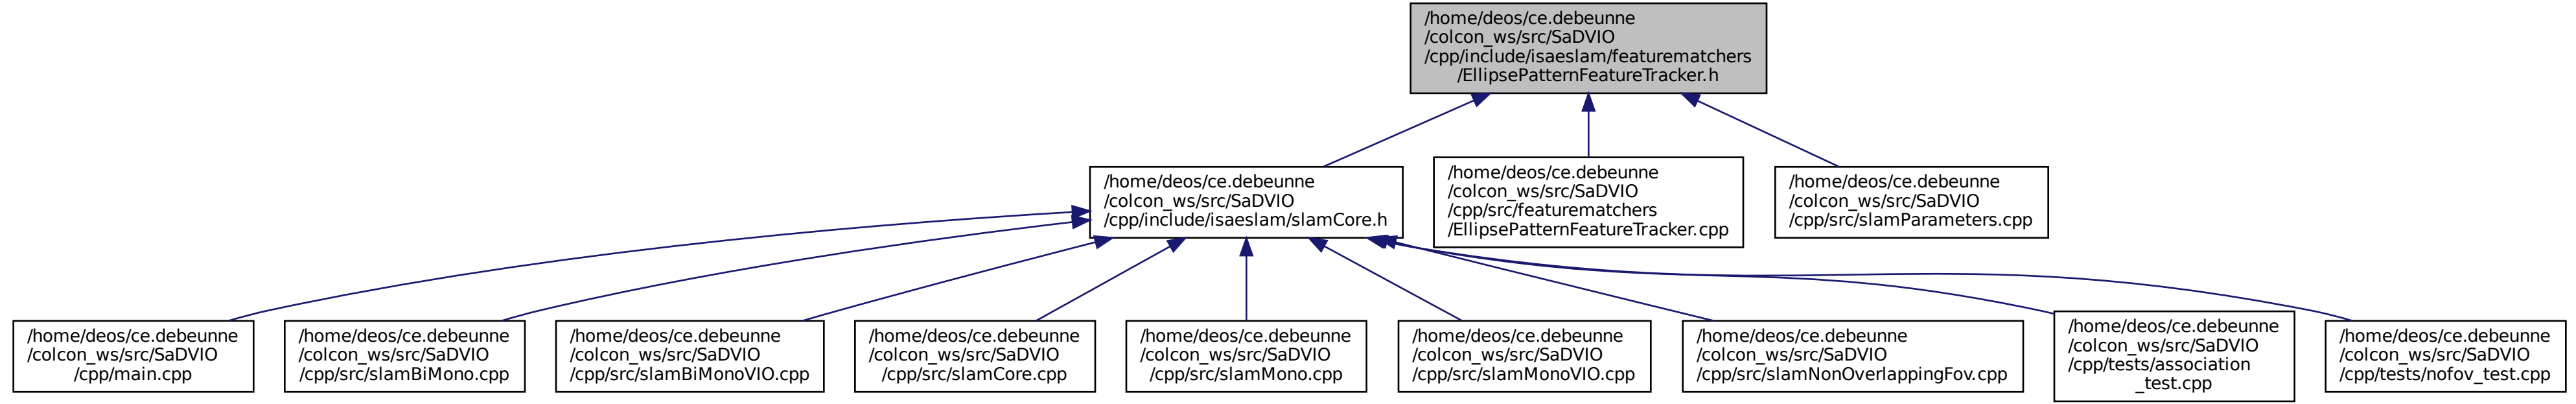 /home/deos/ce.debeunne
/colcon_ws/src/SaDVIO
/cpp/include/isaeslam/featurematchers
/EllipsePatternFeatureTracker.h
/home/deos/ce.debeunne
/colcon_ws/src/SaDVIO
/cpp/include/isaeslam/slamCore.h
/home/deos/ce.debeunne
/colcon_ws/src/SaDVIO
/cpp/src/featurematchers
/EllipsePatternFeatureTracker.cpp
/home/deos/ce.debeunne
/colcon_ws/src/SaDVIO
/cpp/src/slamParameters.cpp
/home/deos/ce.debeunne
/colcon_ws/src/SaDVIO
/cpp/main.cpp
/home/deos/ce.debeunne
/colcon_ws/src/SaDVIO
/cpp/src/slamBiMono.cpp
/home/deos/ce.debeunne
/colcon_ws/src/SaDVIO
/cpp/src/slamBiMonoVIO.cpp
/home/deos/ce.debeunne
/colcon_ws/src/SaDVIO
/cpp/src/slamCore.cpp
/home/deos/ce.debeunne
/colcon_ws/src/SaDVIO
/cpp/src/slamMono.cpp
/home/deos/ce.debeunne
/colcon_ws/src/SaDVIO
/cpp/src/slamMonoVIO.cpp
/home/deos/ce.debeunne
/colcon_ws/src/SaDVIO
/cpp/src/slamNonOverlappingFov.cpp
/home/deos/ce.debeunne
/colcon_ws/src/SaDVIO
/cpp/tests/association
_test.cpp
/home/deos/ce.debeunne
/colcon_ws/src/SaDVIO
/cpp/tests/nofov_test.cpp